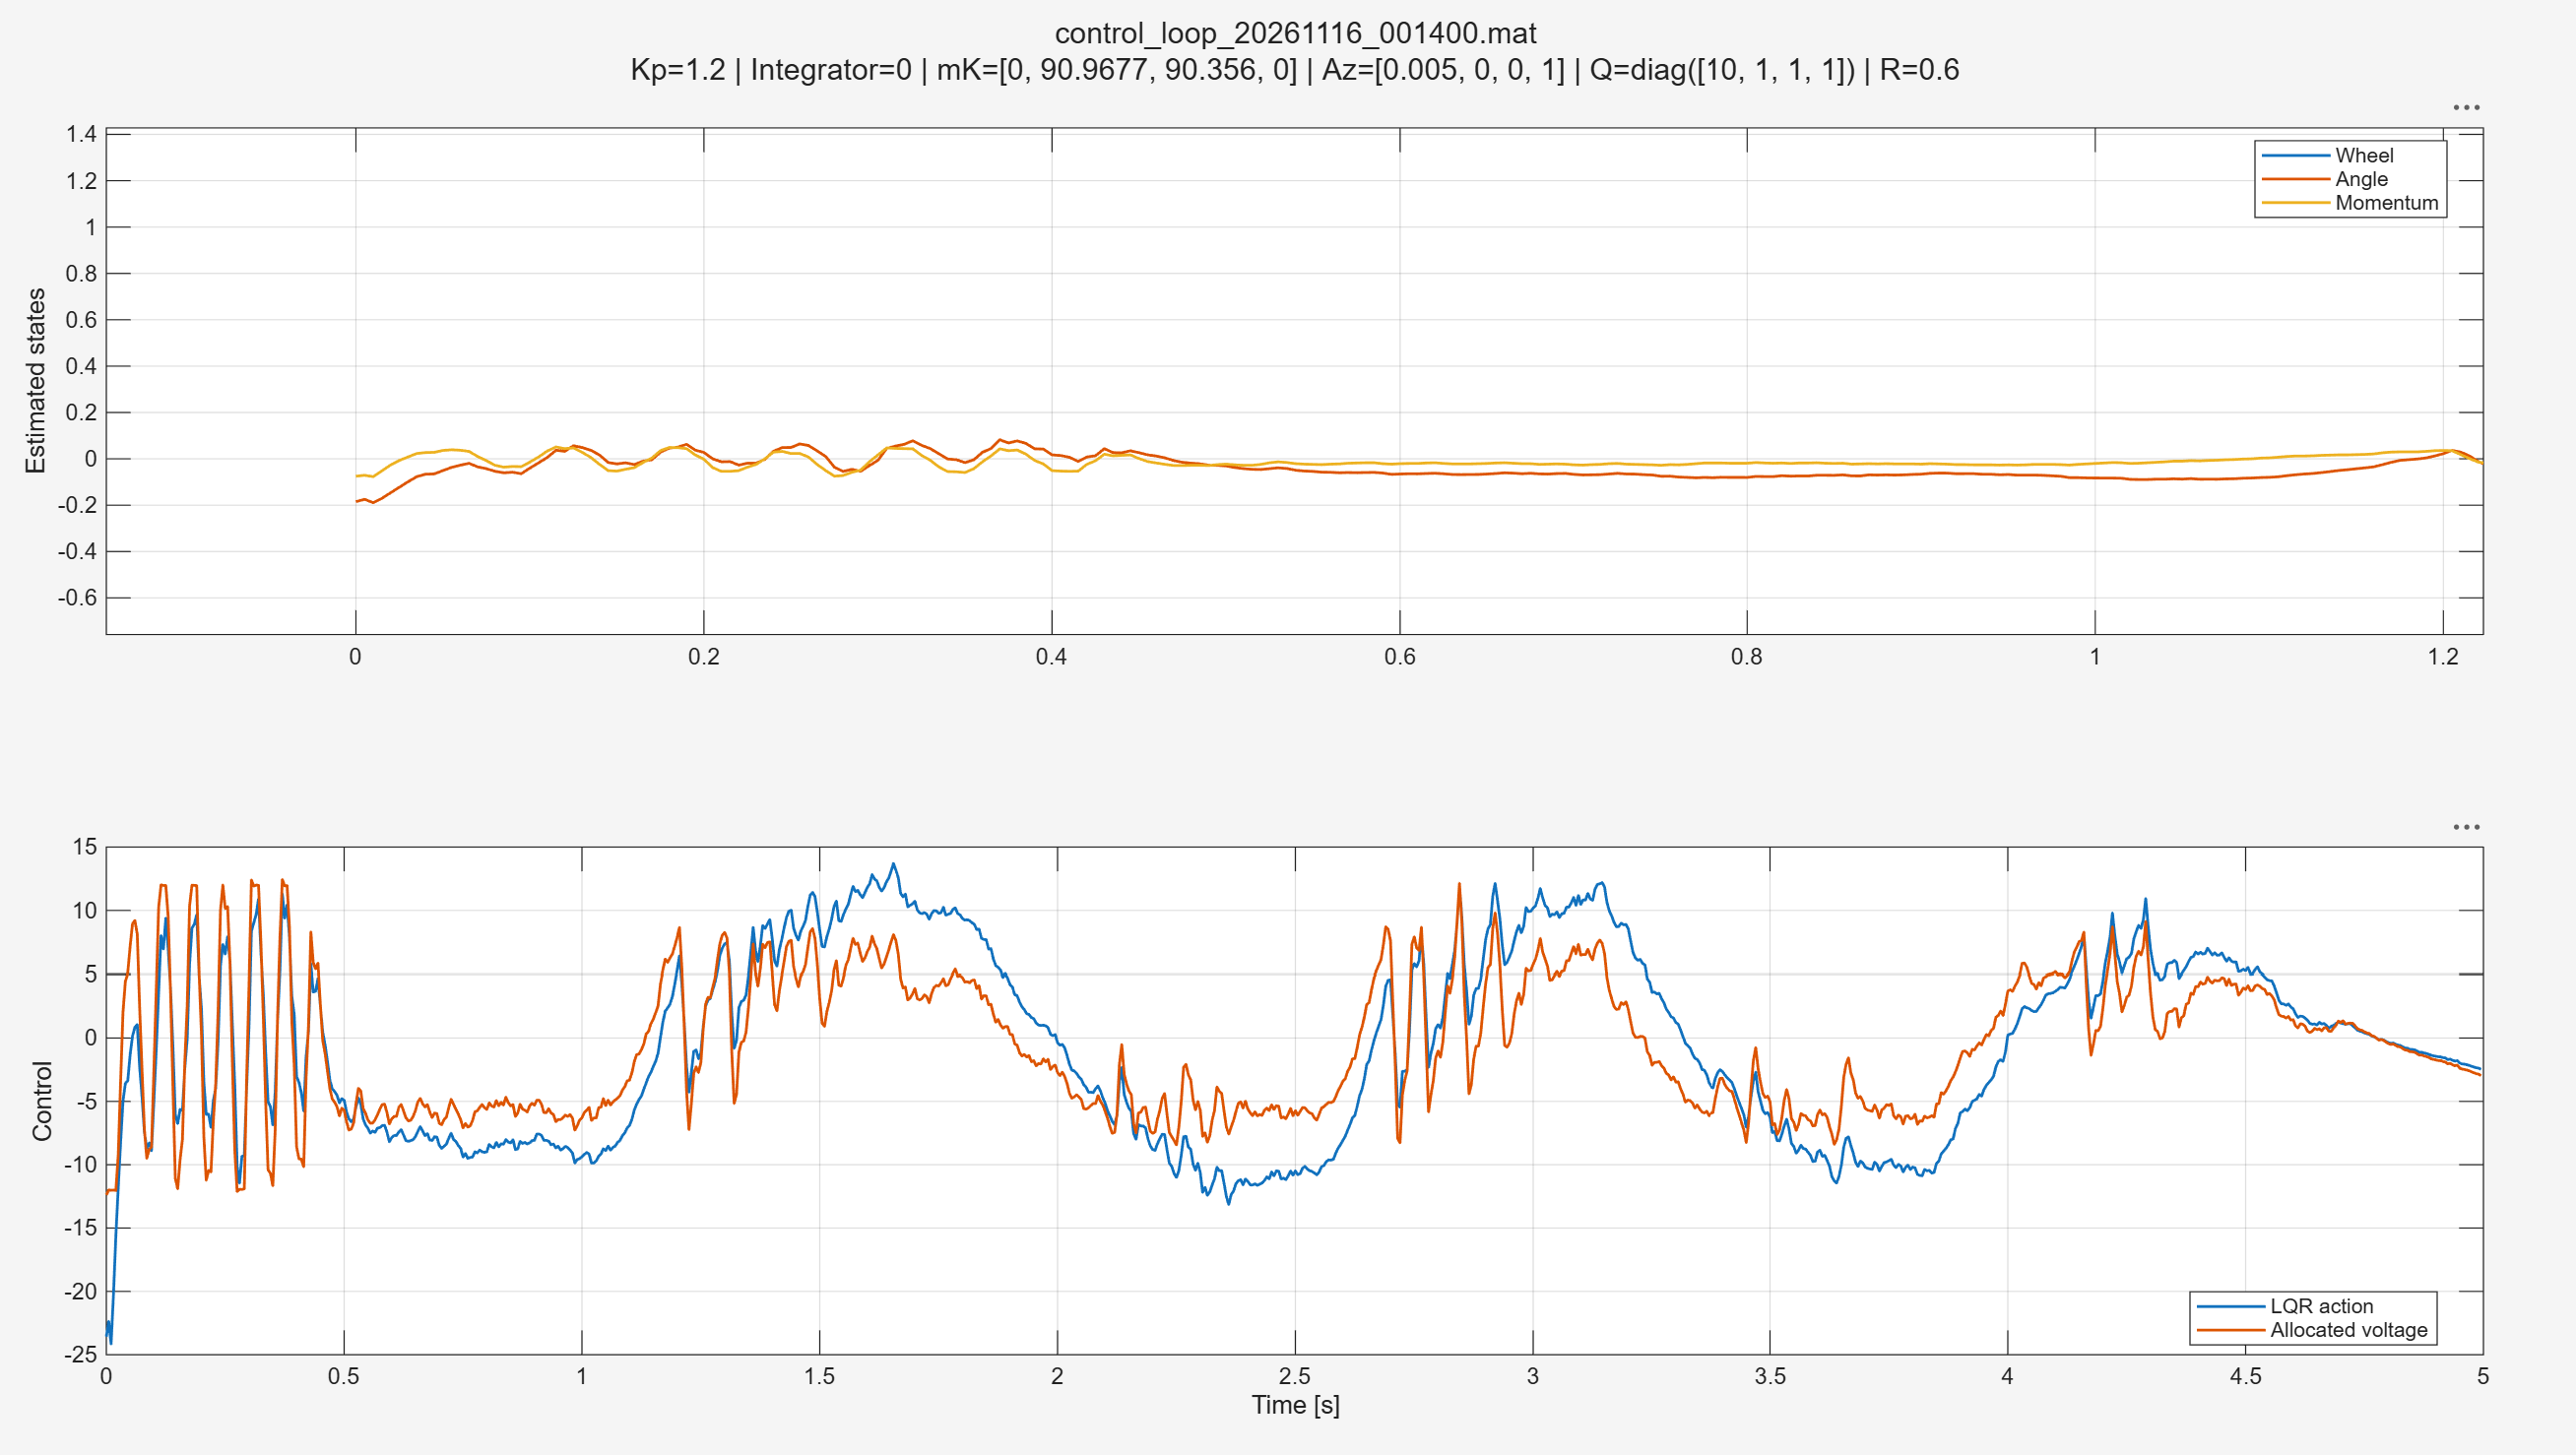 control_loop_20261116_001400.mat
Kp=1.2 | Integrator=0 | mK=[0, 90.9677, 90.356, 0] | Az=[0.005, 0, 0, 1] | Q=diag([10, 1, 1, 1]) | R=0.6
Estimated states
1.4
1.2
1
0.8
0.6
0.4
0.2
0
-0.2
-0.4
-0.6
0 0.2 0.4 0.6 0.8 1 1.2
Wheel
Angle
Momentum
Control
15
10
5
0
-5
-10
-15
-20
-25
0 0.5 1 1.5 2 2.5 3 3.5 4 4.5 5
Time [s]
LQR action
Allocated voltage